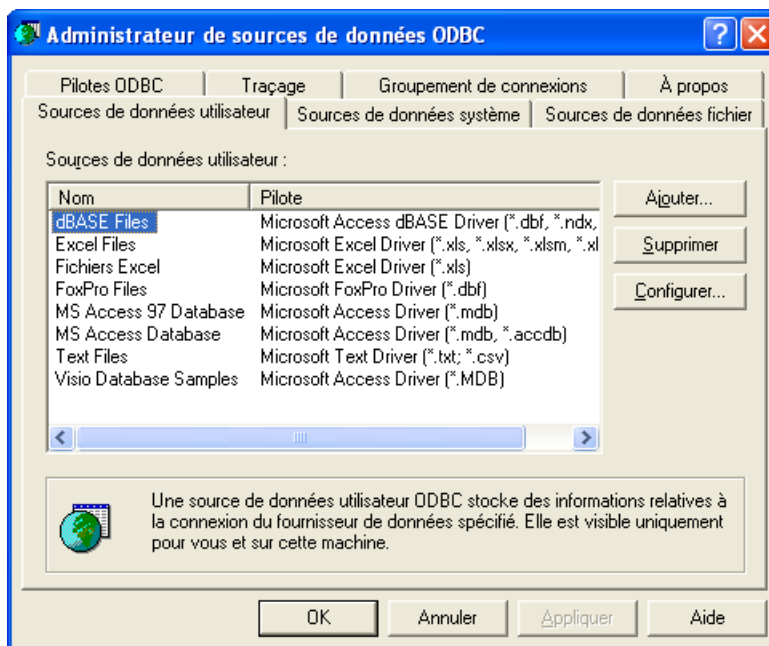 Administrateur de sources de données ODBC
Pilotes ODBC Traçage Groupement de connexions À propos
Sources de données utilisateur Sources de données système Sources de données fichier
Sources de données utilisateur :
Nom Pilote
dBASE Files Microsoft Access dBASE Driver (*.dbf, *.ndx,
Excel Files Microsoft Excel Driver (*.xls, *.xlsx, *.xlsm, *.xl
Fichiers Excel Microsoft Excel Driver (*.xls)
FoxPro Files Microsoft FoxPro Driver (*.dbf)
MS Access 97 Database Microsoft Access Driver (*.mdb)
MS Access Database Microsoft Access Driver (*.mdb, *.accdb)
Text Files Microsoft Text Driver (*.txt; *.csv)
Visio Database Samples Microsoft Access Driver (*.MDB)
Ajouter...
Supprimer
Configurer...
Une source de données utilisateur ODBC stocke des informations relatives à
la connexion du fournisseur de données spécifié. Elle est visible uniquement
pour vous et sur cette machine.
OK Annuler Appliquer Aide